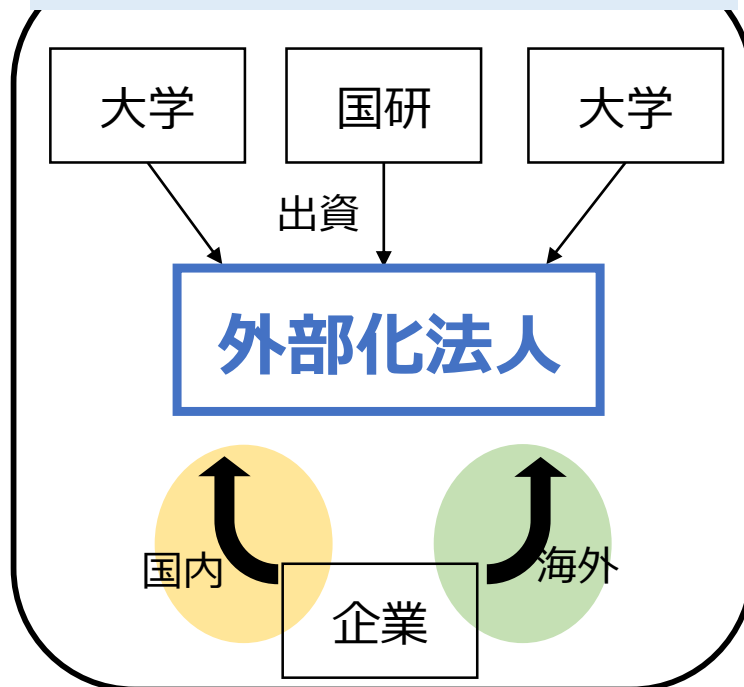 大学
国研
大学
出資
外部化法人
国内
海外
企業